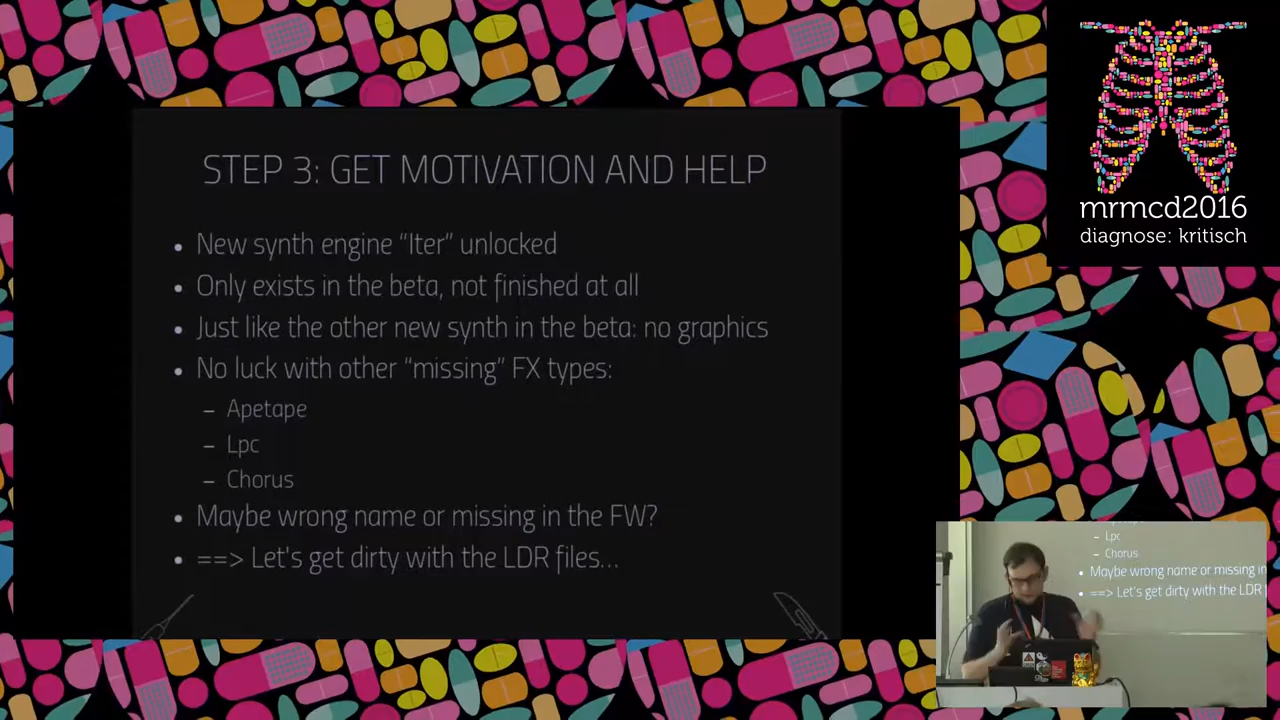 STEP 3: GET MOTIVATION AND HELP
• New synth engine “Iter” unlocked
• Only exists in the beta, not finished at all
• Just like the other new synth in the beta: no graphics
• No luck with other “missing” FX types:
– Apetape
– Lpc
– Chorus
• Maybe wrong name or missing in the FW?
• ==> Let's get dirty with the LDR files...
mrmcd2016
diagnose: kritisch
– Lpc
– Chorus
• Maybe wrong name or missing in
• ==> Let's get dirty with the LDR